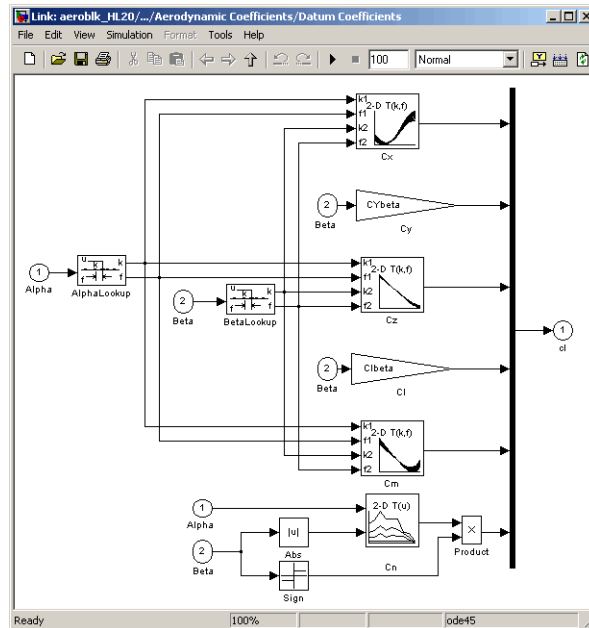 Link: aeroblk_HL20/.../Aerodynamic Coefficients/Datum Coefficients
File Edit View Simulation Format Tools Help
100 Normal
k1 2-D T(k,f)
f1
k2
f2
Cx
2 CYbeta
Beta Cy
1 u k k f f
Alpha AlphaLookup
k1 2-D T(k,f)
f1
k2
f2
Cz
2 u k k f f
Beta BetaLookup
1
cl
2 Clbeta
Beta Cl
k1 2-D T(k,f)
f1
k2
f2
Cm
1 2-D T(u)
Alpha
2 |u| ×
Beta Abs Cn Product
Sign
Ready 100% ode45